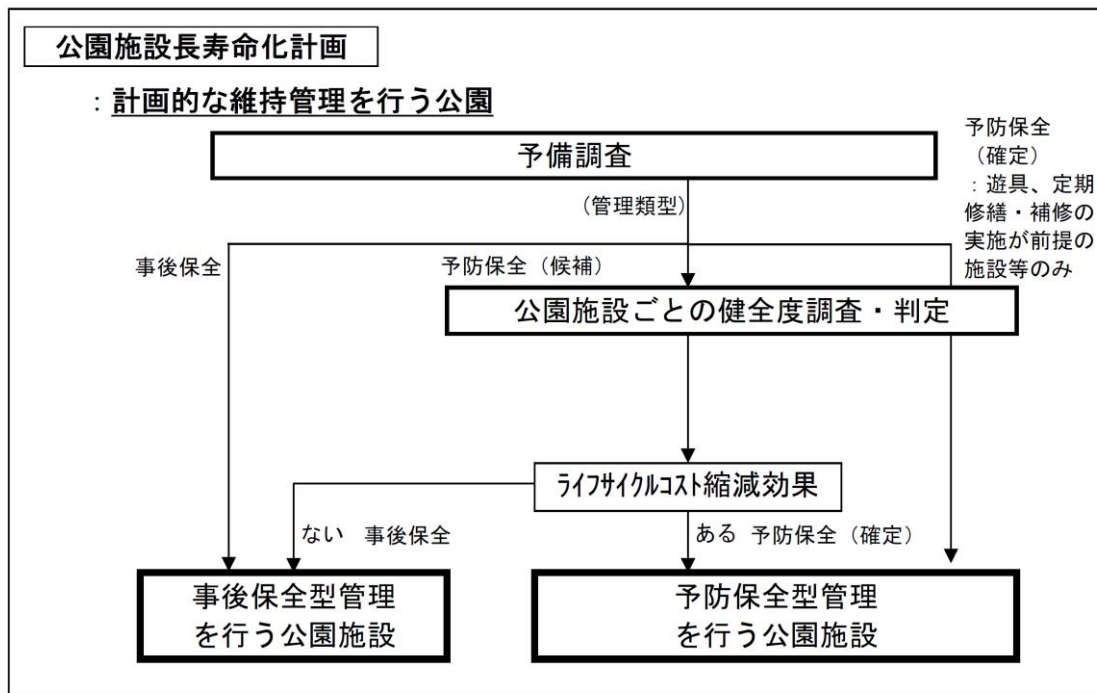 公園施設長寿命化計画
：計画的な維持管理を行う公園
予備調査
予防保全
（確定）
：遊具、定期
修繕・補修の
実施が前提の
施設等のみ
（管理類型）
事後保全
予防保全（候補）
公園施設ごとの健全度調査・判定
ﾗｲﾌｻｲｸﾙｺｽﾄ縮減効果
ない 事後保全
ある 予防保全（確定）
事後保全型管理
を行う公園施設
予防保全型管理
を行う公園施設